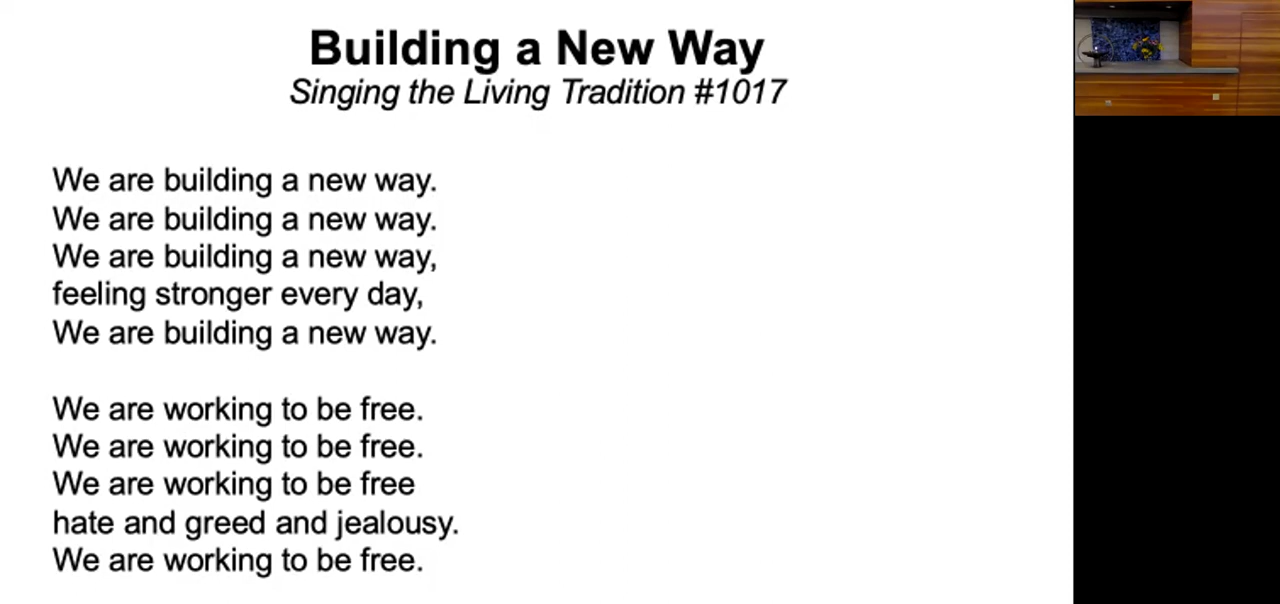 Building a New Way
Singing the Living Tradition #1017
We are building a new way.
We are building a new way.
We are building a new way,
feeling stronger every day,
We are building a new way.
We are working to be free.
We are working to be free.
We are working to be free
hate and greed and jealousy.
We are working to be free.